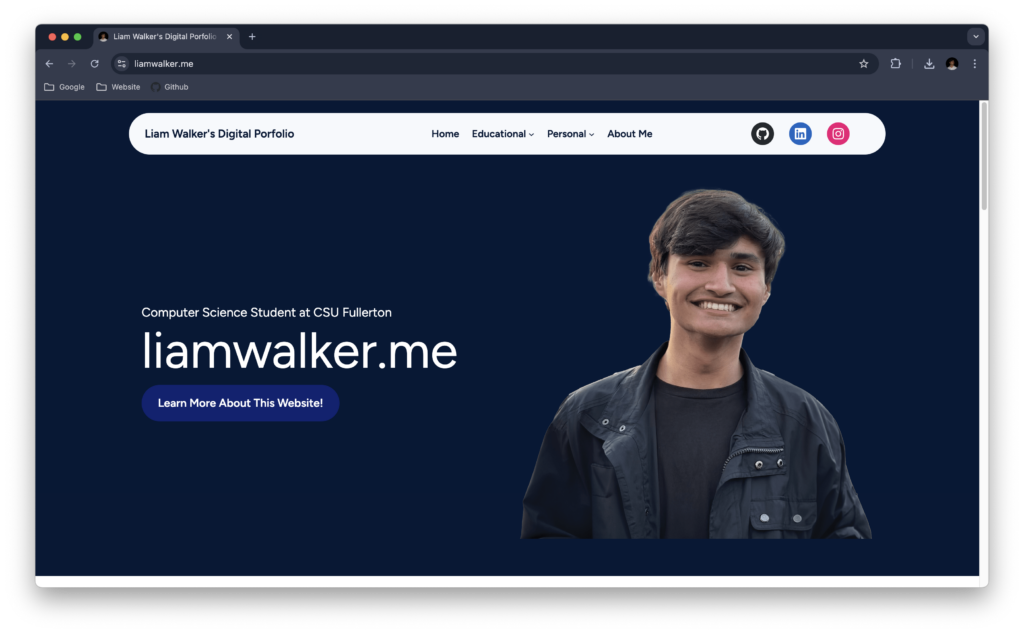 Liam Walker's Digital Porfolio
liamwalker.me
Google Website Github
Liam Walker's Digital Porfolio Home Educational Personal About Me
Computer Science Student at CSU Fullerton
liamwalker.me
Learn More About This Website!